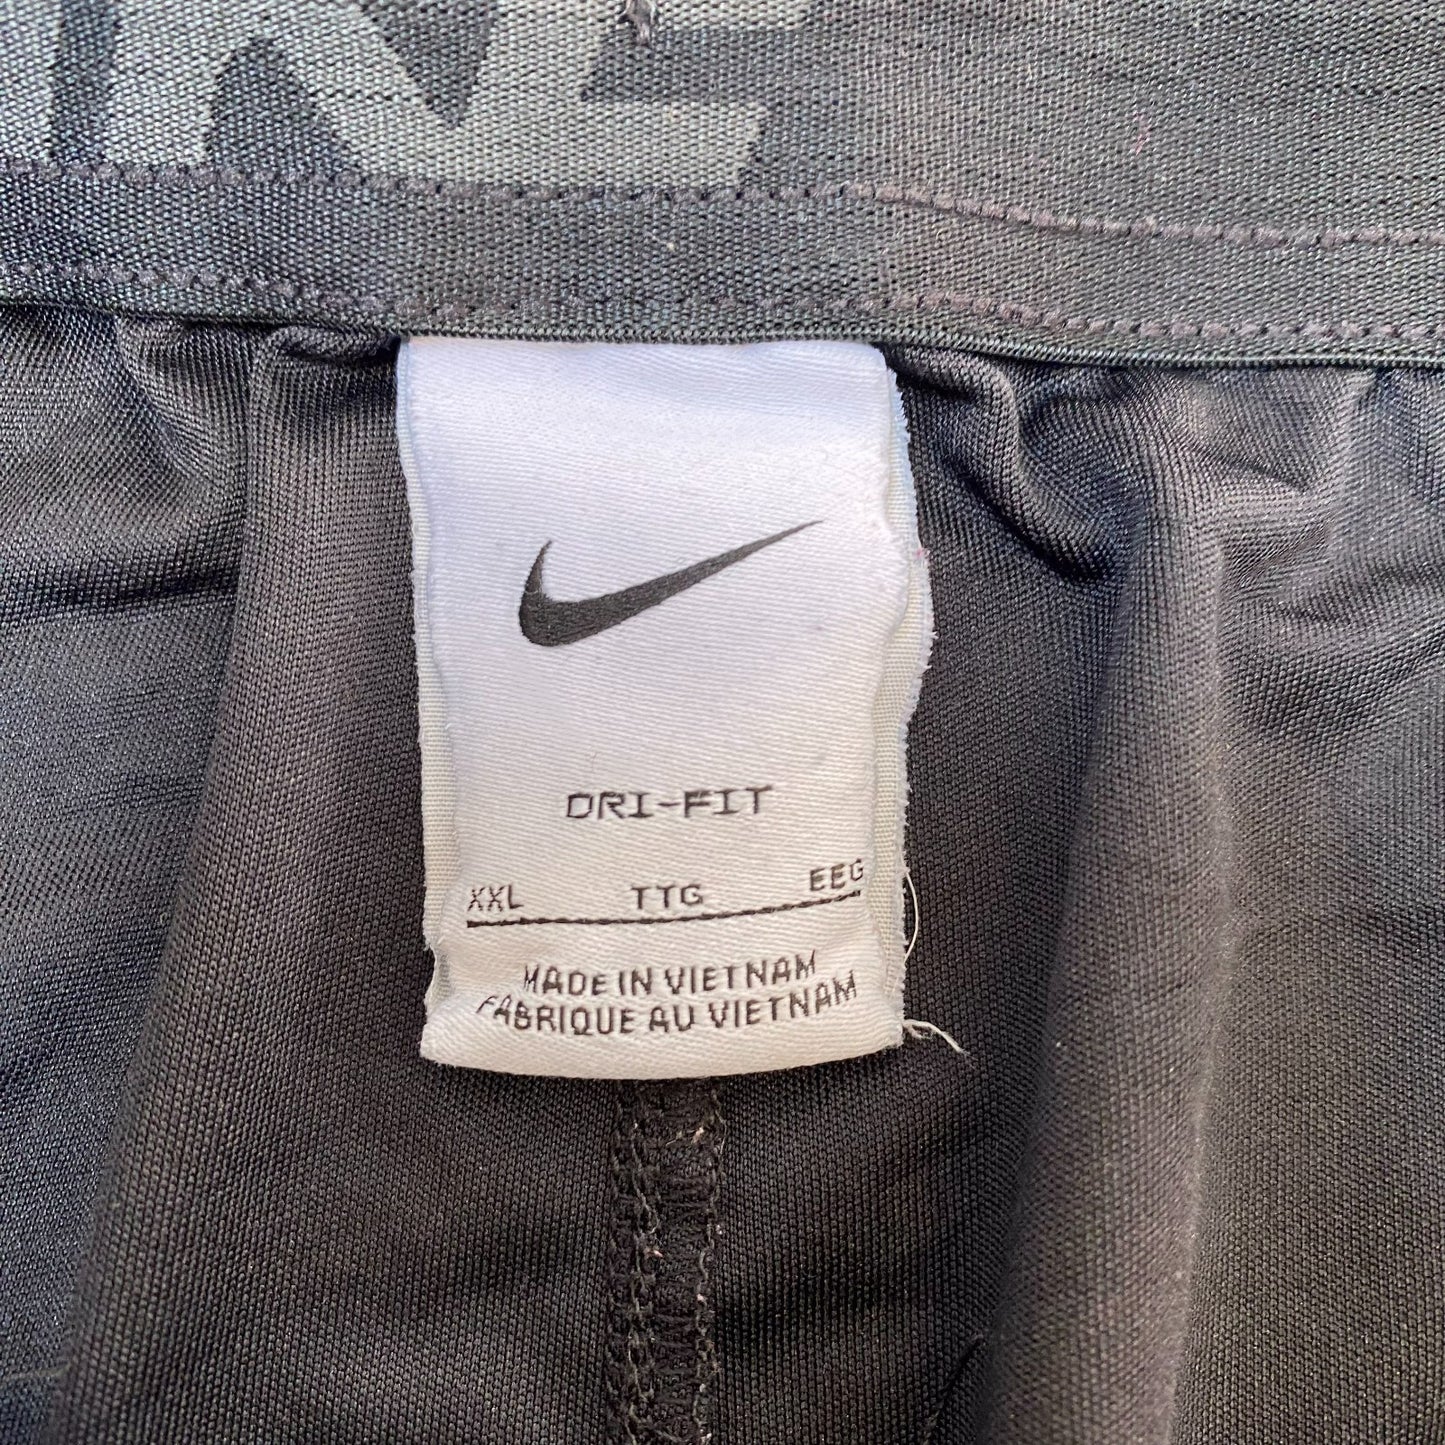 DRI-FIT
XXL TTG EEG
MADE IN VIETNAM
FABRIQUE AU VIETNAM